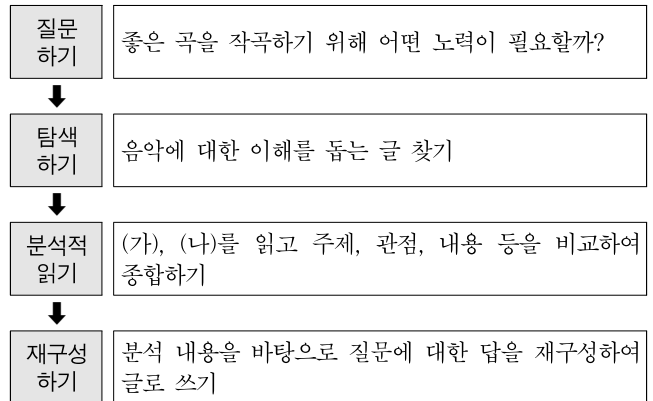 질문
하기
좋은 곡을 작곡하기 위해 어떤 노력이 필요할까?
탐색
하기
음악에 대한 이해를 돕는 글 찾기
분석적
읽기
(가), (나)를 읽고 주제, 관점, 내용 등을 비교하여
종합하기
재구성
하기
분석 내용을 바탕으로 질문에 대한 답을 재구성하여
글로 쓰기